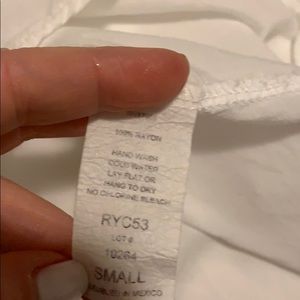 100% RAYON
HAND WASH
COLD WATER
LAY FLAT OR
HANG TO DRY
NO CHLORINE BLEACH
RYC53
LOT #
10264
SMALL
IN MEXICO